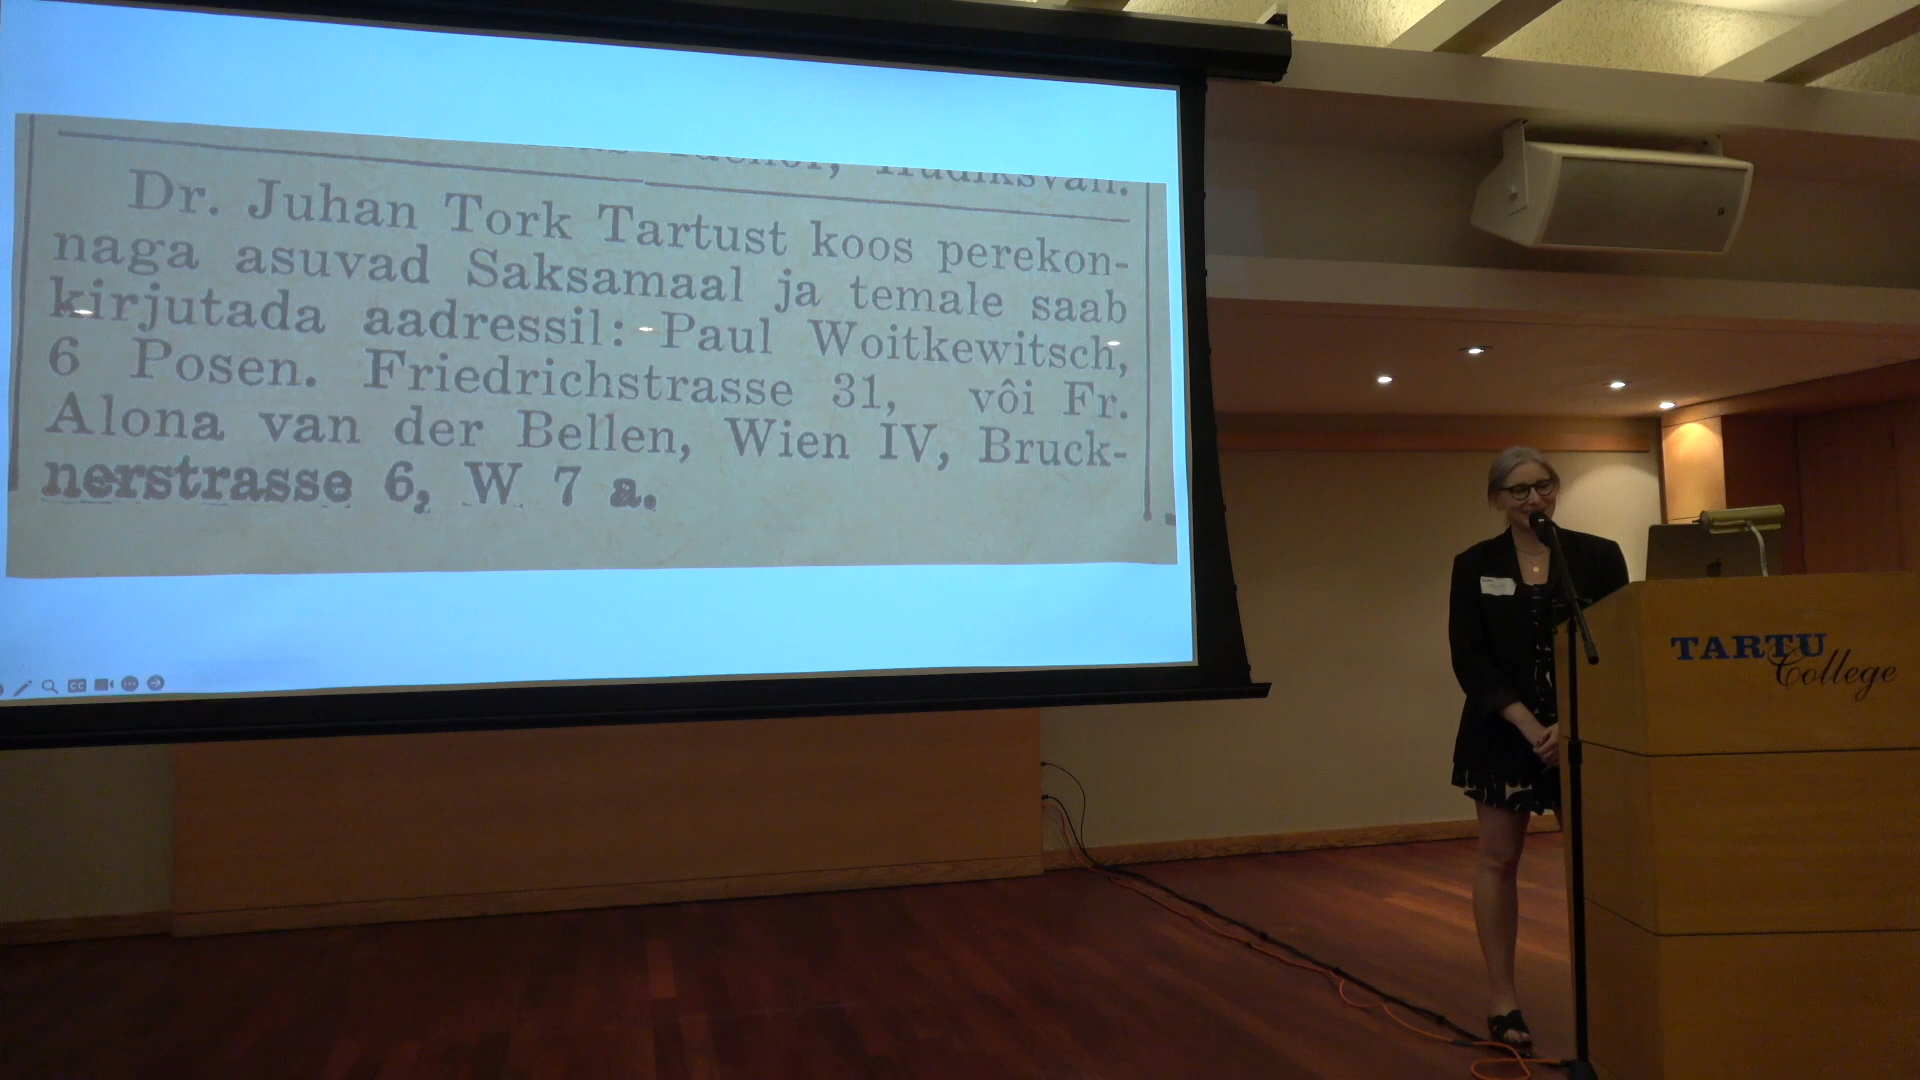 Dr. Juhan Tork Tartust koos perekon-
naga asuvad Saksamaal ja temale saab
kirjutada aadressil: Paul Woitkewitsch,
6 Posen. Friedrichstrasse 31, vôi Fr.
Alona van der Bellen, Wien IV, Bruck-
nerstrasse 6, W 7 a.
CC
TARTU
College